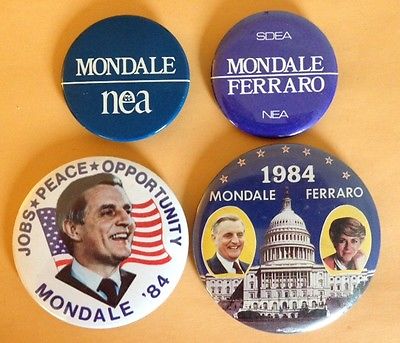 MONDALE
nea
SDEA
MONDALE
FERRARO
NEA
JOBS★PEACE★OPPORTUNITY
MONDALE '84
1984
MONDALE FERRARO